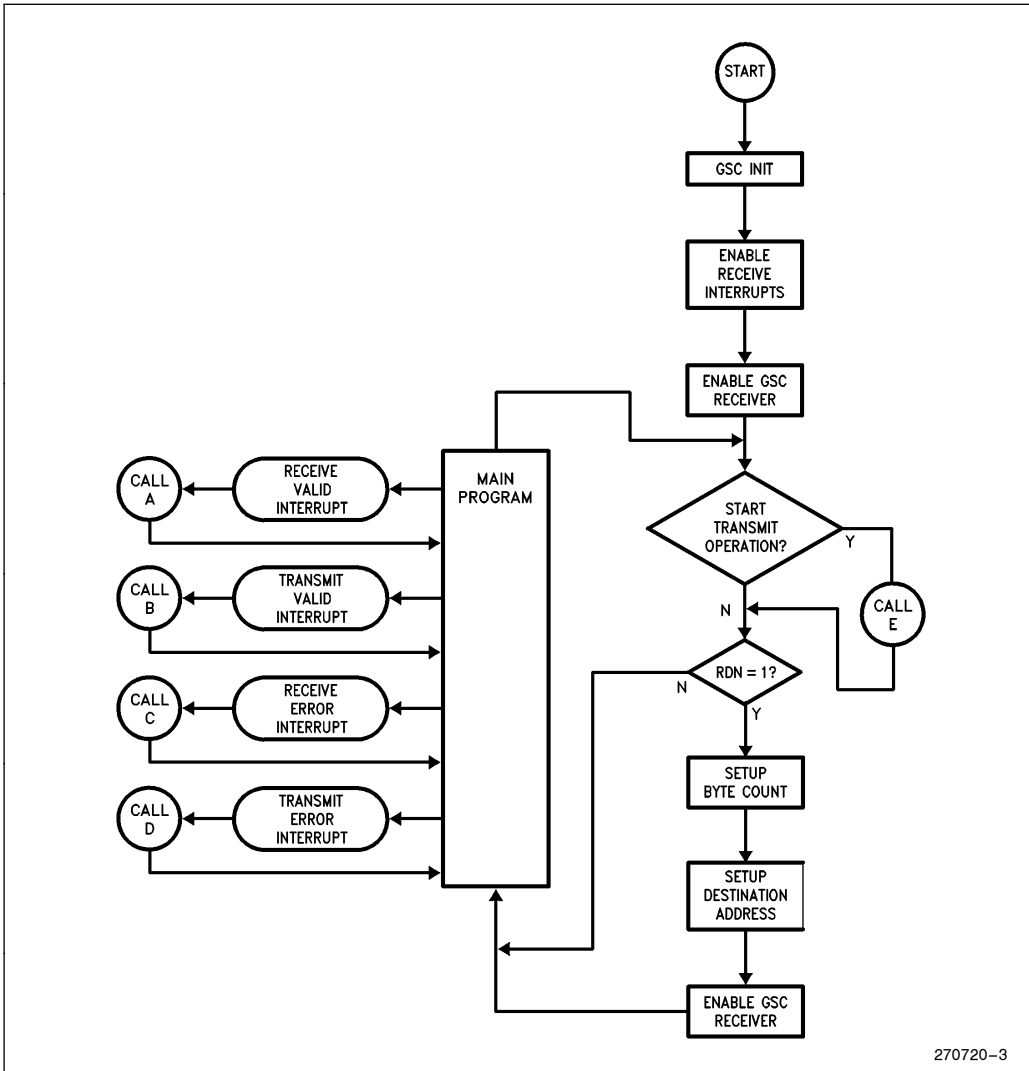 START
GSC INIT
ENABLE
RECEIVE
INTERRUPTS
ENABLE GSC
RECEIVER
MAIN
PROGRAM
START
TRANSMIT
OPERATION?
Y
N
CALL
E
RDN = 1?
N
Y
SETUP
BYTE COUNT
SETUP
DESTINATION
ADDRESS
ENABLE GSC
RECEIVER
CALL
A
RECEIVE
VALID
INTERRUPT
CALL
B
TRANSMIT
VALID
INTERRUPT
CALL
C
RECEIVE
ERROR
INTERRUPT
CALL
D
TRANSMIT
ERROR
INTERRUPT
270720-3